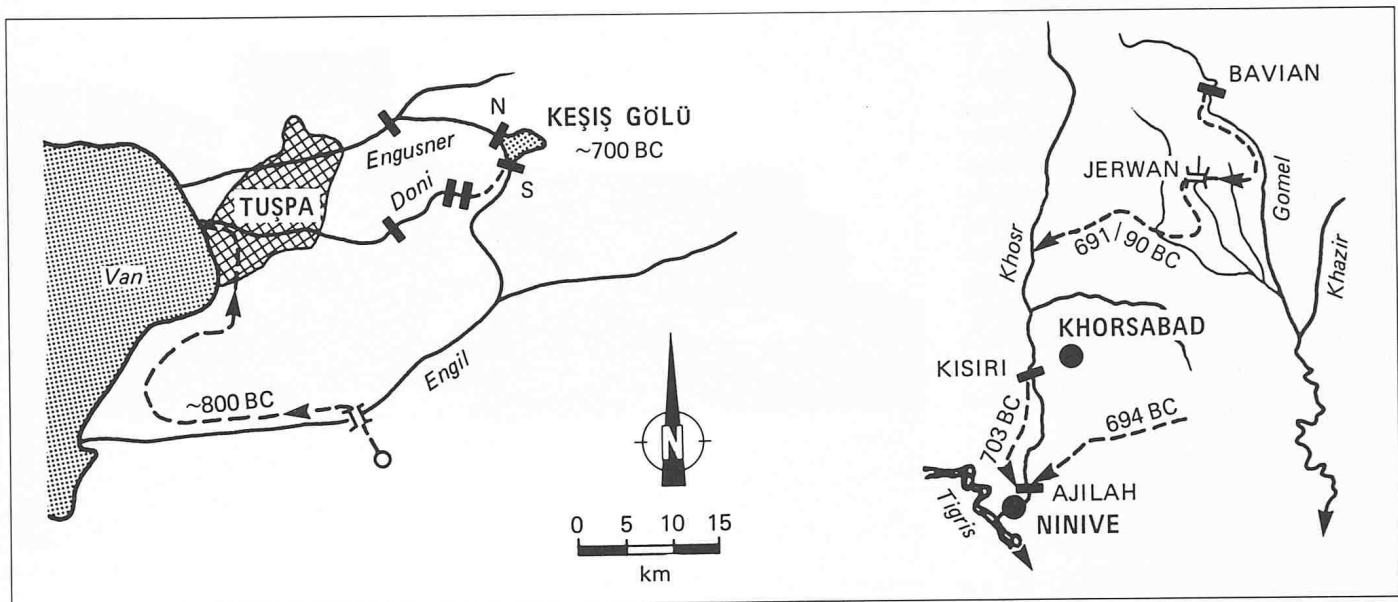 N
KEŞIŞ GÖLÜ
~700 BC
Engusner
S
Doni
TUŞPA
Van
Engil
~800 BC
N
0 5 10 15
km
BAVIAN
JERWAN
Gomel
Khosr
691/90 BC
Khazir
KHORSABAD
KISIRI
703 BC
694 BC
AJILAH
NINIVE
Tigris